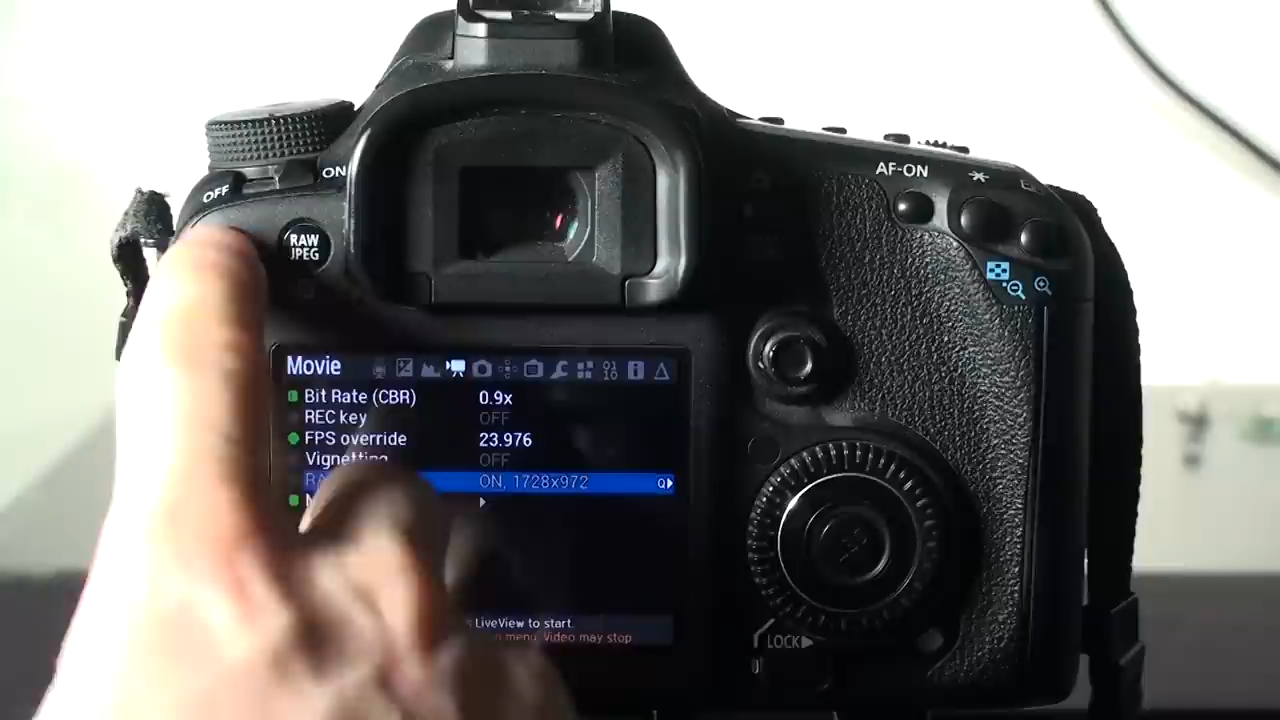 ON
OFF
RAW
JPEG
AF-ON
Movie
Bit Rate (CBR) 0.9x
REC key OFF
FPS override 23.976
Vignetting OFF
ON, 1728x972 Q
LiveView to start.
menu. Video may stop
LOCK